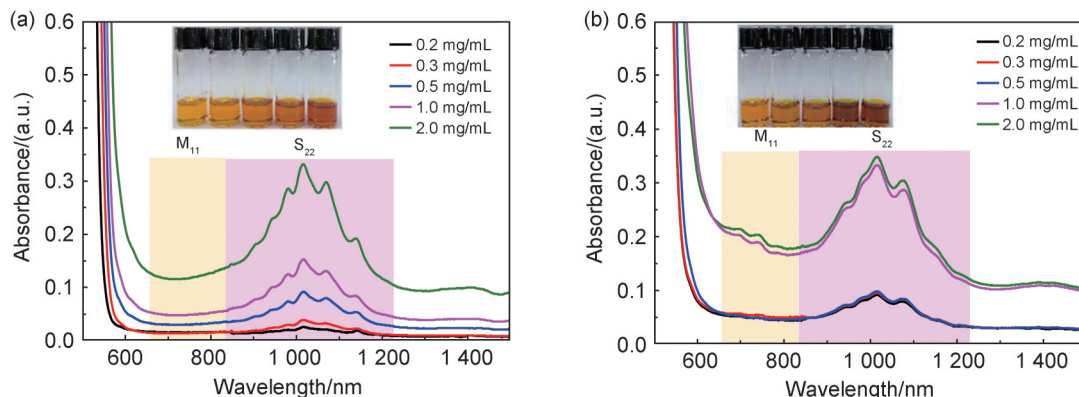 (a)
0.6
0.5
0.4
0.3
0.2
0.1
0.0
Absorbance/(a.u.)
600
800
1 000
1 200
1 400
Wavelength/nm
0.2 mg/mL
0.3 mg/mL
0.5 mg/mL
1.0 mg/mL
2.0 mg/mL
M₁₁
S₂₂
(b)
0.6
0.5
0.4
0.3
0.2
0.1
0.0
Absorbance/(a.u.)
600
800
1 000
1 200
1 400
Wavelength/nm
0.2 mg/mL
0.3 mg/mL
0.5 mg/mL
1.0 mg/mL
2.0 mg/mL
M₁₁
S₂₂